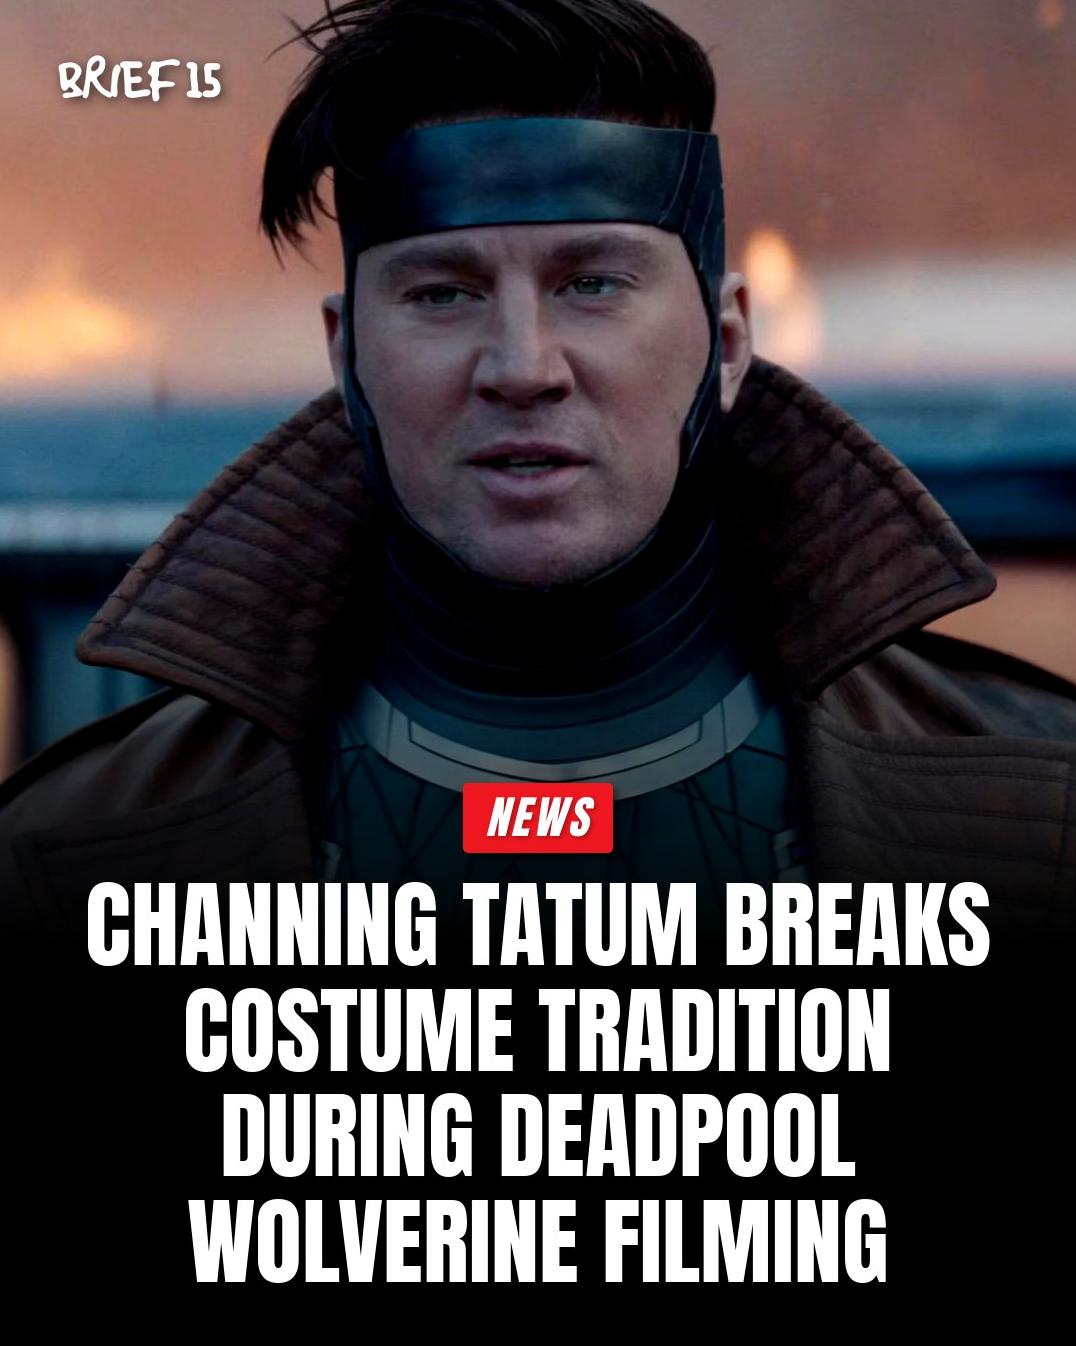 BRIEF 15
NEWS
CHANNING TATUM BREAKS
COSTUME TRADITION
DURING DEADPOOL
WOLVERINE FILMING